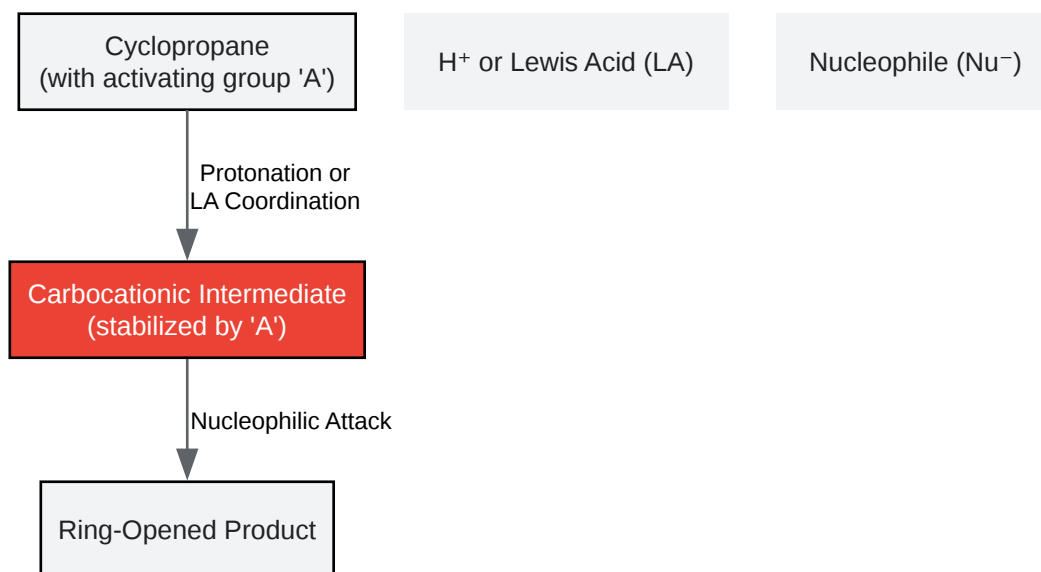 Cyclopropane
(with activating group 'A')
H⁺ or Lewis Acid (LA)
Nucleophile (Nu⁻)
Protonation or
LA Coordination
Carbocationic Intermediate
(stabilized by 'A')
Nucleophilic Attack
Ring-Opened Product